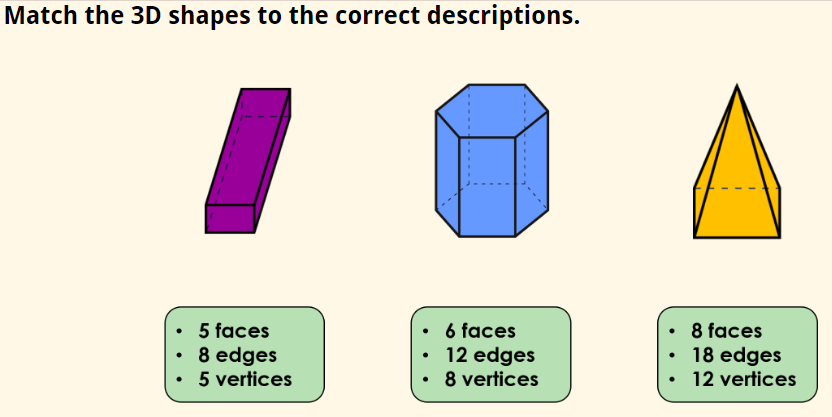 Match the 3D shapes to the correct descriptions.
• 5 faces
• 8 edges
• 5 vertices
• 6 faces
• 12 edges
• 8 vertices
• 8 faces
• 18 edges
• 12 vertices